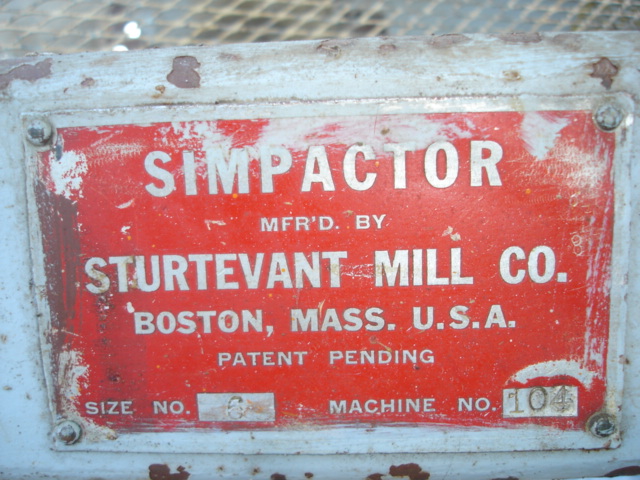 SIMPACTOR
MFR'D. BY
STURTEVANT MILL CO.
BOSTON, MASS. U.S.A.
PATENT PENDING
SIZE NO. 6 MACHINE NO. 104